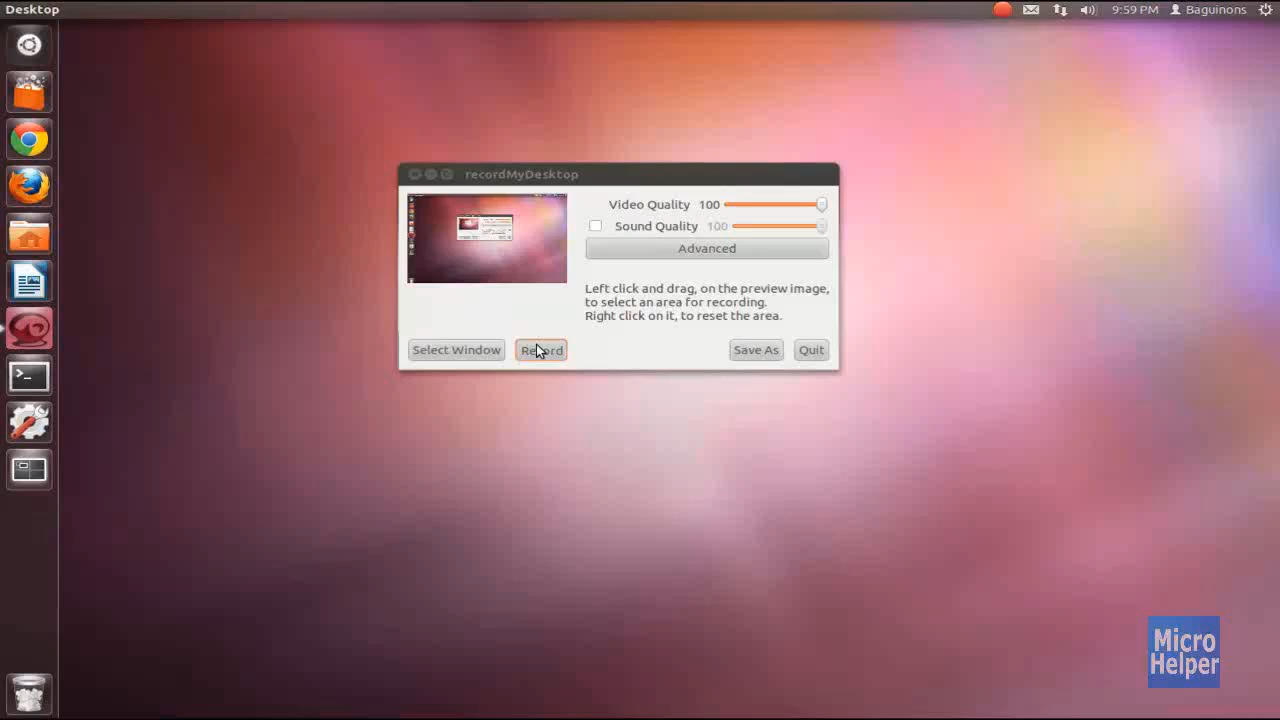 Desktop
9:59 PM
Baguinons
recordMyDesktop
Video Quality 100
Sound Quality 100
Advanced
Left click and drag, on the preview image,
to select an area for recording.
Right click on it, to reset the area.
Select Window
Record
Save As
Quit
Micro
Helper